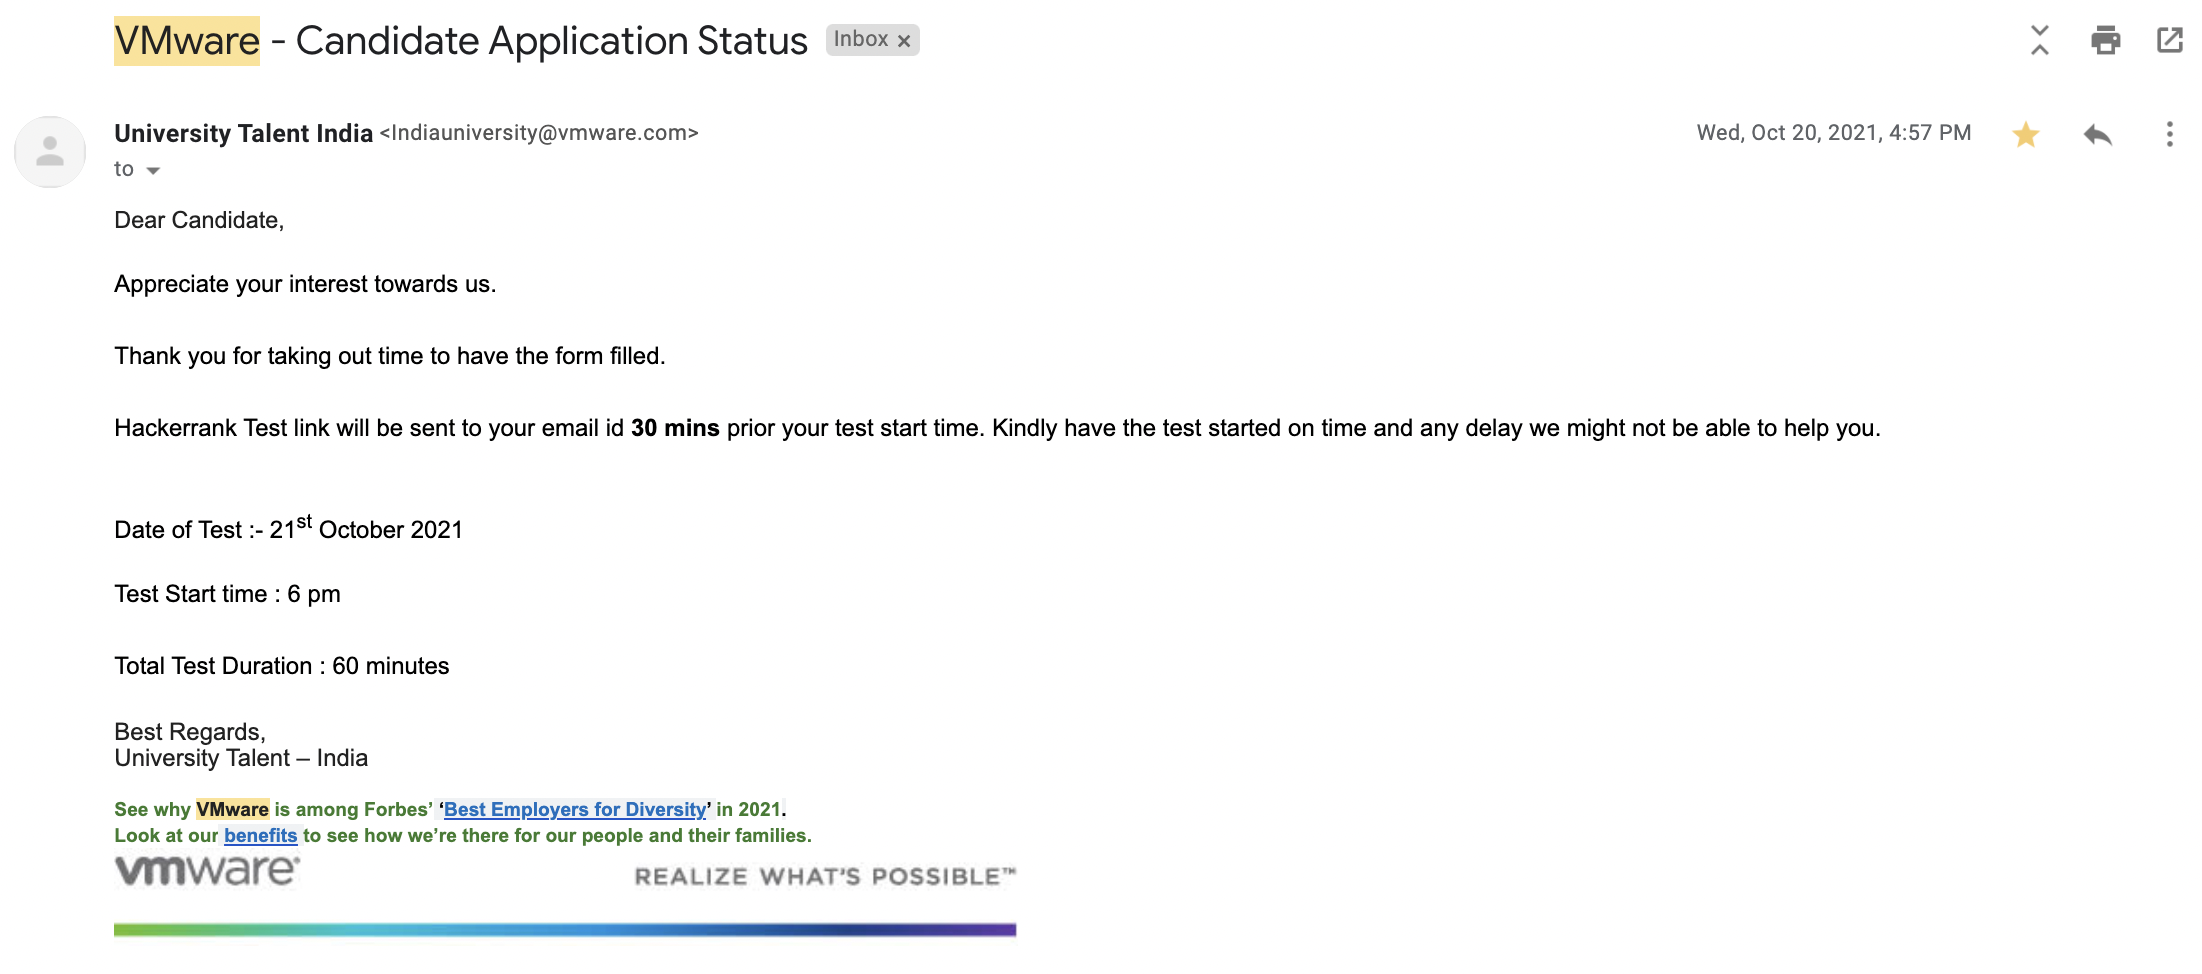 VMware - Candidate Application Status Inbox x
University Talent India <Indiauniversity@vmware.com> Wed, Oct 20, 2021, 4:57 PM
to
Dear Candidate,
Appreciate your interest towards us.
Thank you for taking out time to have the form filled.
Hackerrank Test link will be sent to your email id 30 mins prior your test start time. Kindly have the test started on time and any delay we might not be able to help you.
Date of Test :- 21st October 2021
Test Start time : 6 pm
Total Test Duration : 60 minutes
Best Regards,
University Talent – India
See why VMware is among Forbes’ ‘Best Employers for Diversity’ in 2021.
Look at our benefits to see how we’re there for our people and their families.
vmware® REALIZE WHAT'S POSSIBLE™